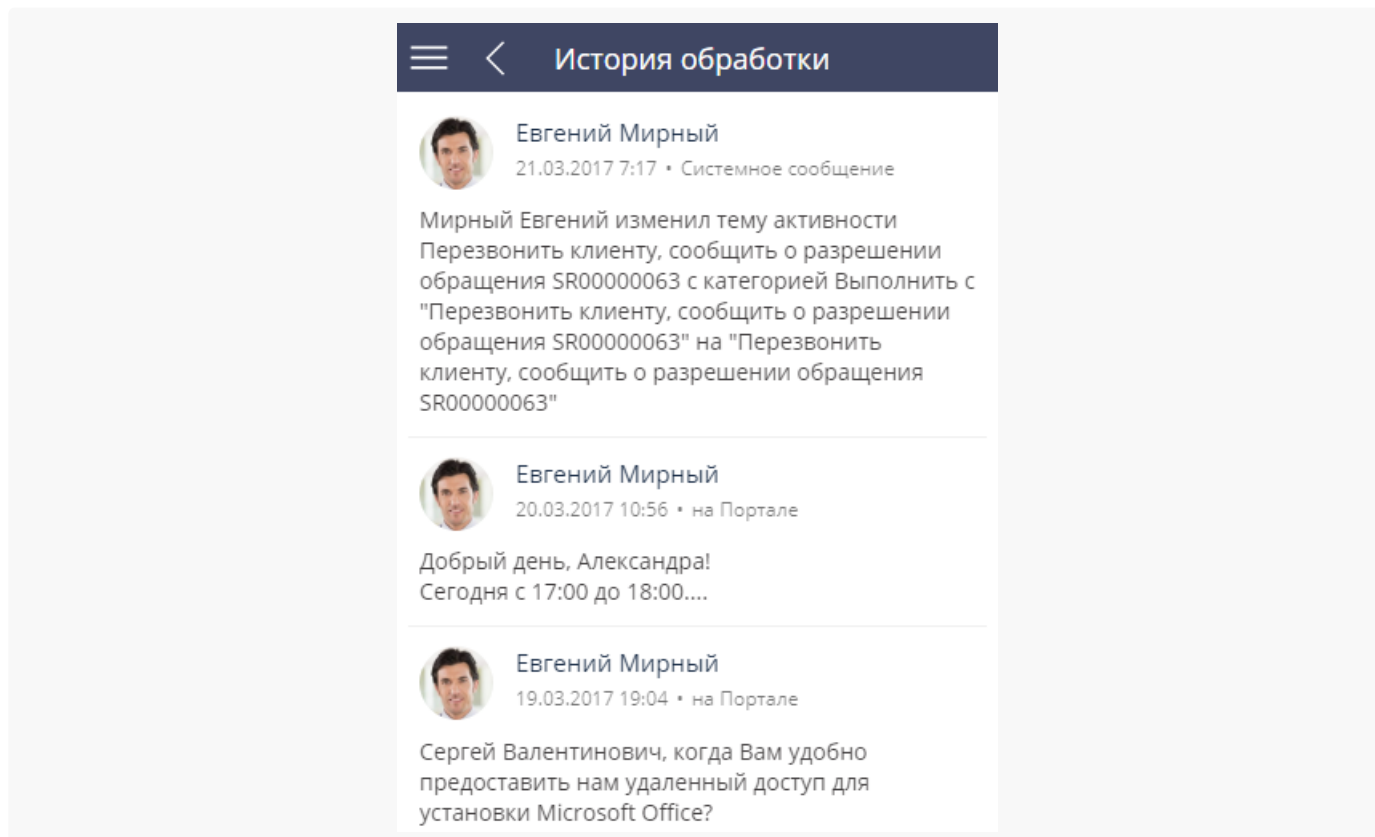 История обработки
Евгений Мирный
21.03.2017 7:17 • Системное сообщение
Мирный Евгений изменил тему активности
Перезвонить клиенту, сообщить о разрешении
обращения SR00000063 с категорией Выполнить с
"Перезвонить клиенту, сообщить о разрешении
обращения SR00000063" на "Перезвонить
клиенту, сообщить о разрешении обращения
SR00000063"
Евгений Мирный
20.03.2017 10:56 • на Портале
Добрый день, Александра!
Сегодня с 17:00 до 18:00....
Евгений Мирный
19.03.2017 19:04 • на Портале
Сергей Валентинович, когда Вам удобно
предоставить нам удаленный доступ для
установки Microsoft Office?